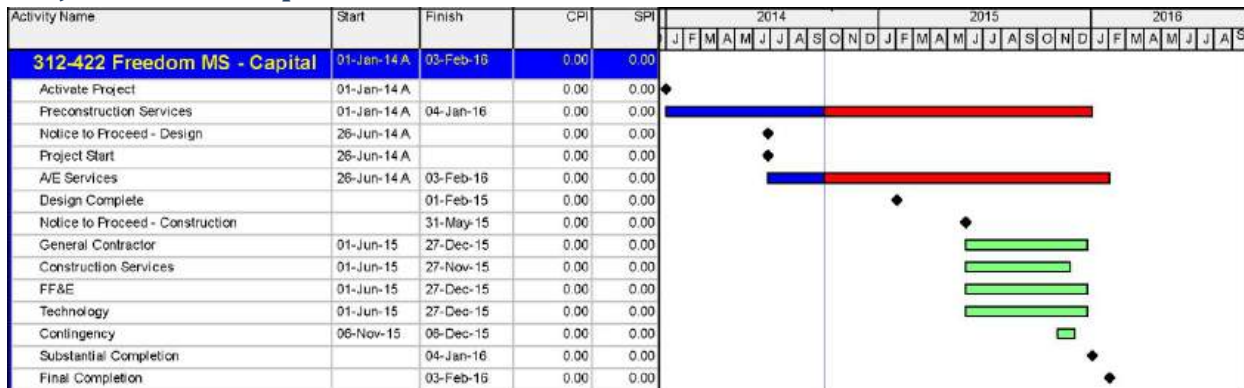 Activity Name Start Finish CPI SPI 2014 2015 2016
J F M A M J J A S O N D J F M A M J J A S O N D J F M A M J J A S
312-422 Freedom MS - Capital 01-Jan-14 A 03-Feb-16 0.00 0.00
Activate Project 01-Jan-14 A 0.00 0.00
Preconstruction Services 01-Jan-14 A 04-Jan-16 0.00 0.00
Notice to Proceed - Design 26-Jun-14 A 0.00 0.00
Project Start 26-Jun-14 A 0.00 0.00
A/E Services 26-Jun-14 A 03-Feb-16 0.00 0.00
Design Complete 01-Feb-15 0.00 0.00
Notice to Proceed - Construction 31-May-15 0.00 0.00
General Contractor 01-Jun-15 27-Dec-15 0.00 0.00
Construction Services 01-Jun-15 27-Nov-15 0.00 0.00
FF&E 01-Jun-15 27-Dec-15 0.00 0.00
Technology 01-Jun-15 27-Dec-15 0.00 0.00
Contingency 06-Nov-15 06-Dec-15 0.00 0.00
Substantial Completion 04-Jan-16 0.00 0.00
Final Completion 03-Feb-16 0.00 0.00